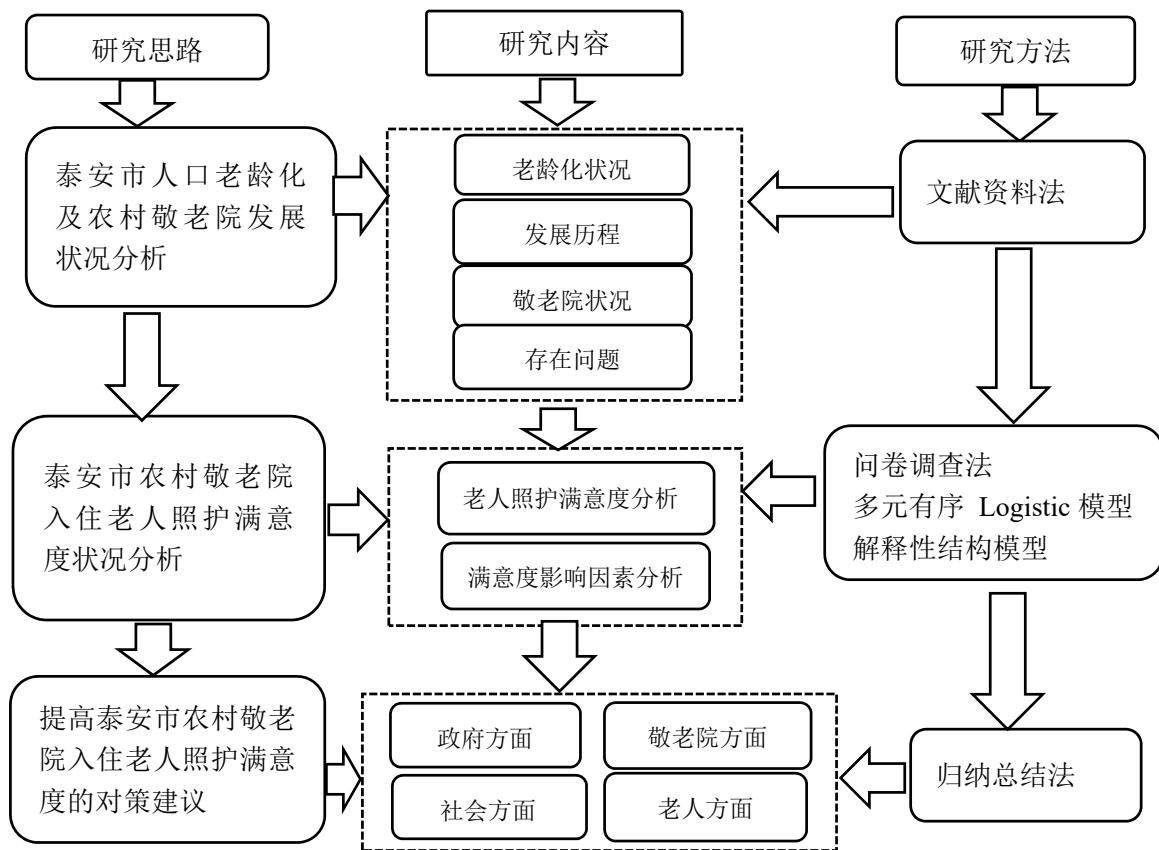 研究思路
研究内容
研究方法
泰安市人口老龄化
及农村敬老院发展
状况分析
老龄化状况
发展历程
敬老院状况
存在问题
文献资料法
泰安市农村敬老院
入住老人照护满意
度状况分析
老人照护满意度分析
满意度影响因素分析
问卷调查法
多元有序 Logistic 模型
解释性结构模型
提高泰安市农村敬老
院入住老人照护满意
度的对策建议
政府方面
敬老院方面
社会方面
老人方面
归纳总结法